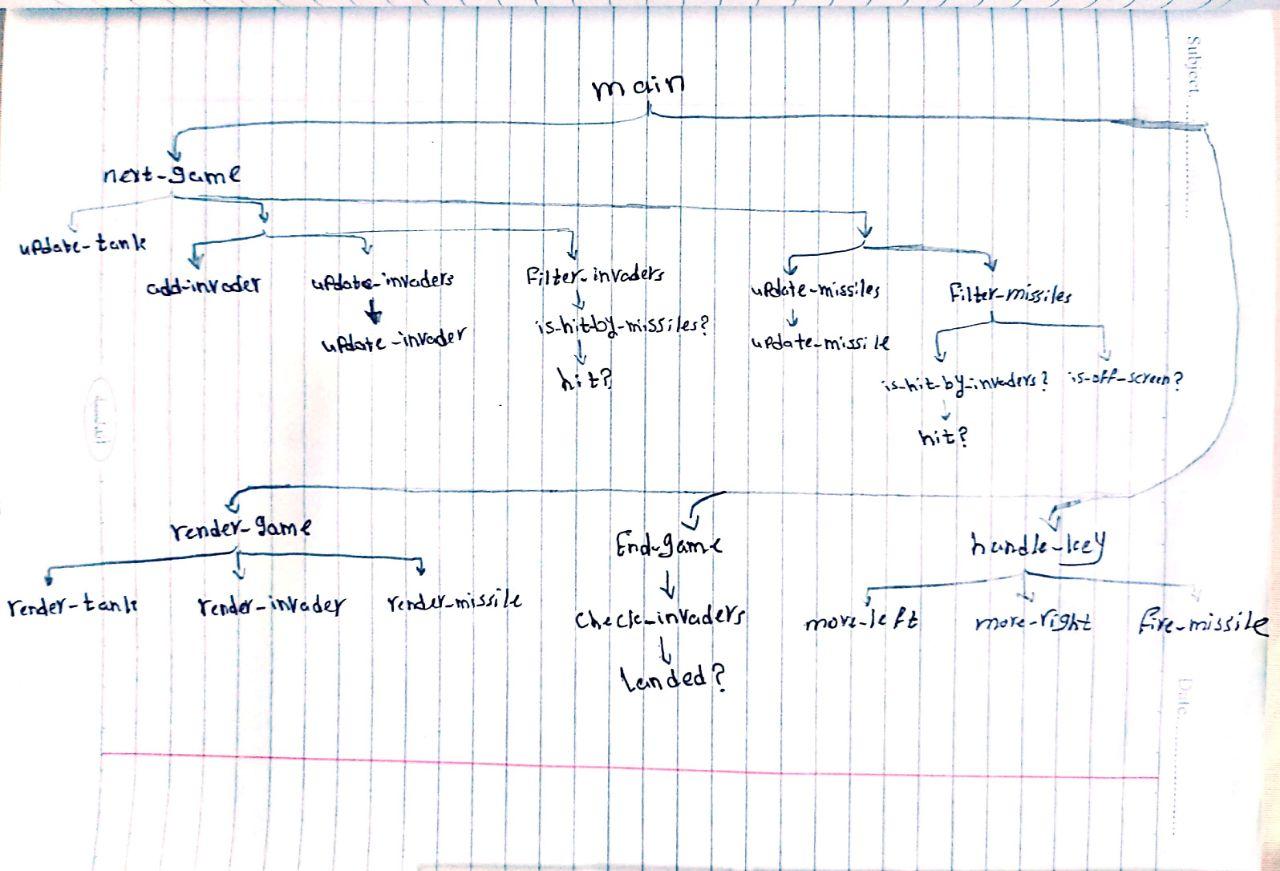 Subject
main
next-game
update-tank
add-invader
update-invaders
filter-invaders
update-missiles
filter-missiles
update-invader
is-hit-by-missiles?
update-missile
hit?
is-hit-by-invaders?
is-off-screen?
hit?
render-game
End-game
handle-key
render-tank
render-invader
render-missile
check-invaders
move-left
move-right
fire-missile
Landed?
Date